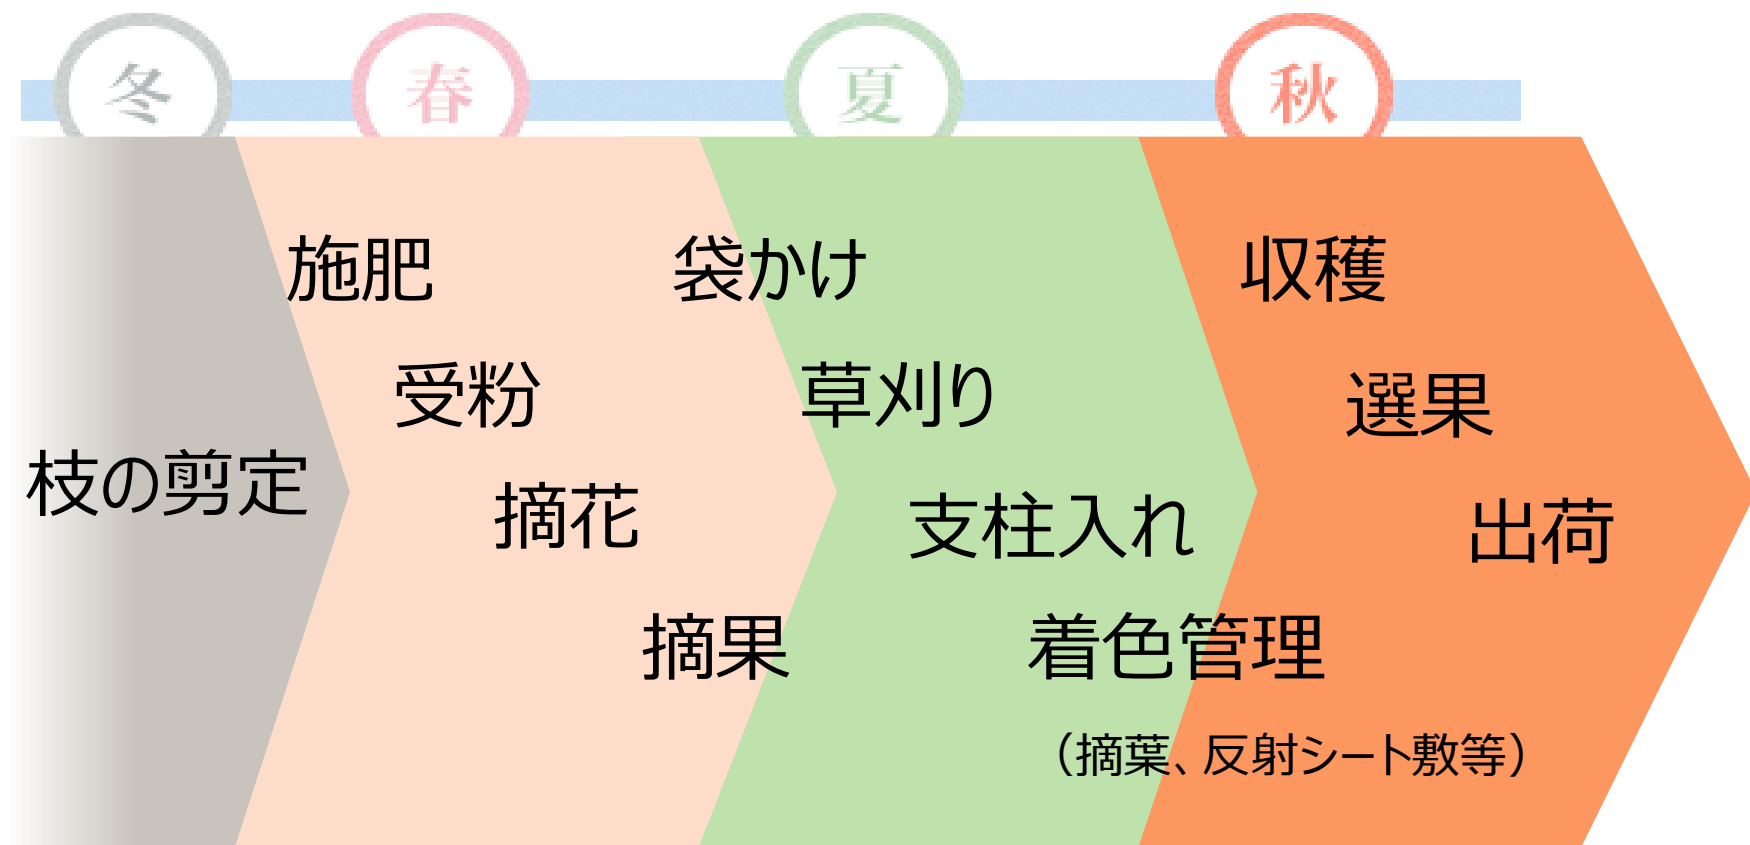 冬
春
夏
秋
枝の剪定
施肥
受粉
摘花
摘果
袋かけ
草刈り
支柱入れ
着色管理
（摘葉、反射シート敷等）
収穫
選果
出荷